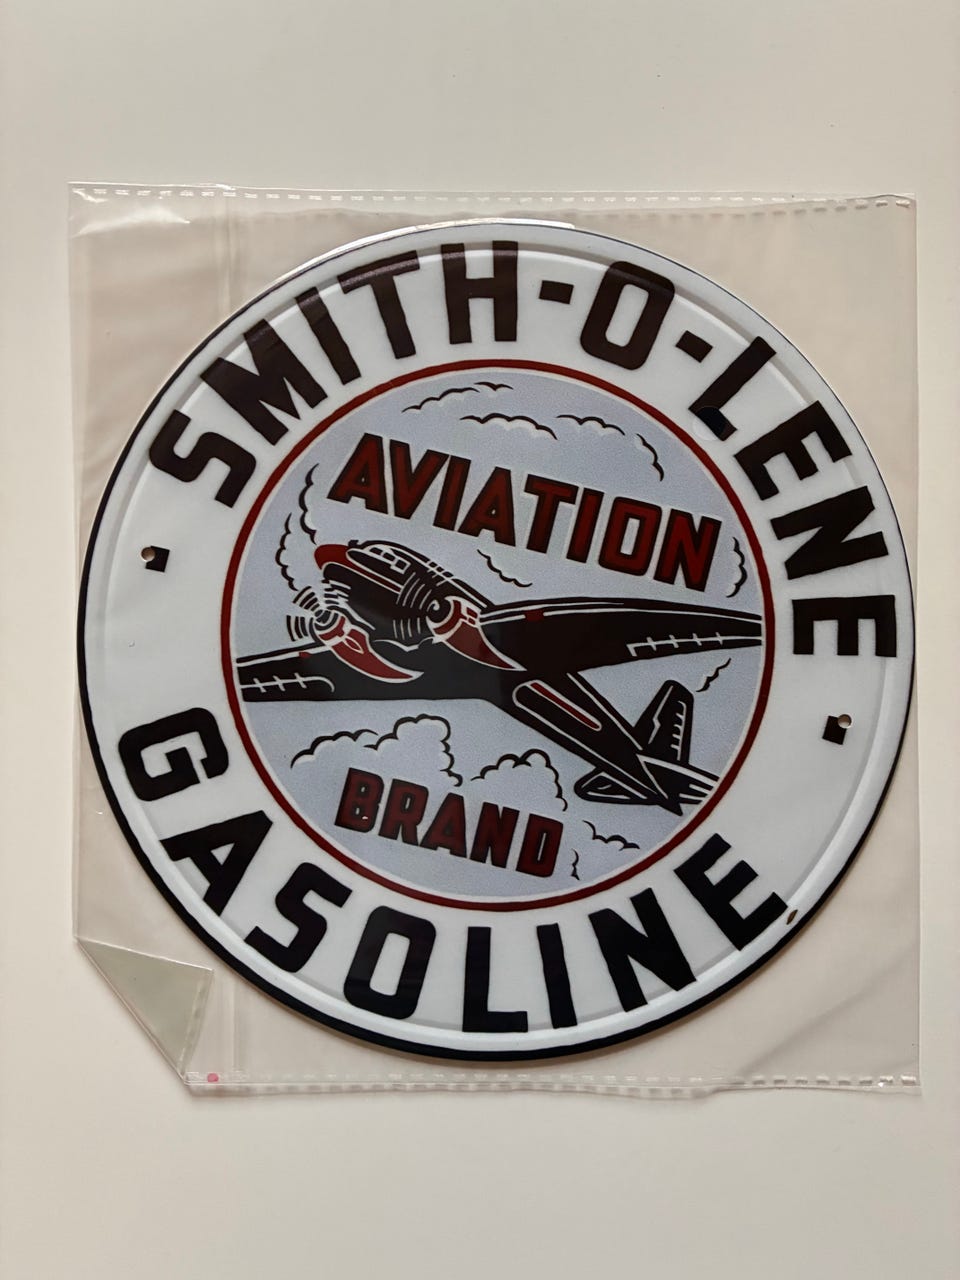 SMITH-O-LENE
AVIATION
BRAND
GASOLINE